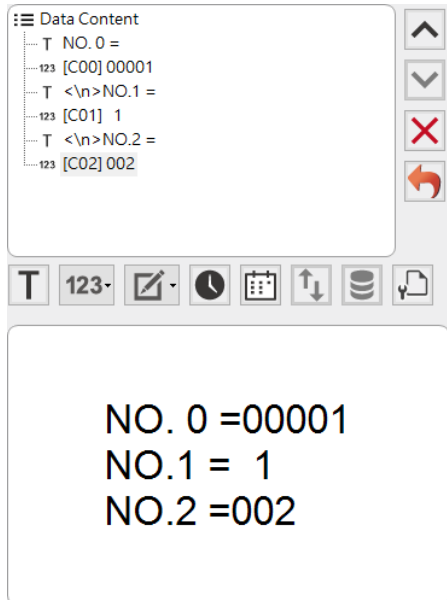 Data Content
T NO. 0 =
123 [C00] 00001
T <\n>NO.1 =
123 [C01]  1
T <\n>NO.2 =
123 [C02] 002
T 123
NO. 0 =00001
NO.1 =  1
NO.2 =002